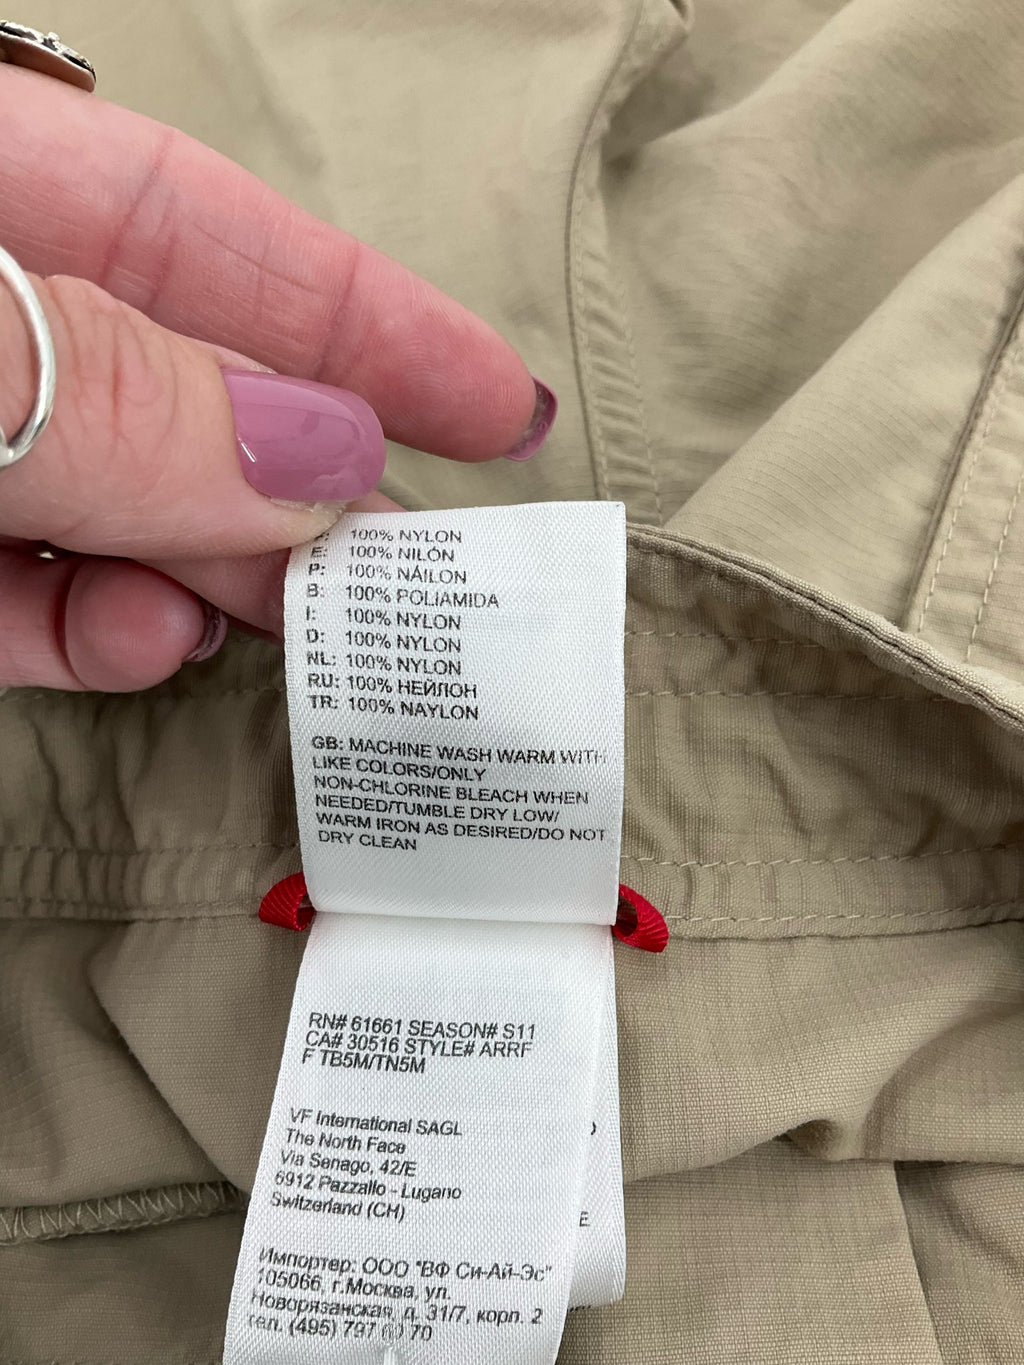 100% NYLON
E: 100% NILÓN
P: 100% NÁILON
B: 100% POLIAMIDA
I: 100% NYLON
D: 100% NYLON
NL: 100% NYLON
RU: 100% НЕЙЛОН
TR: 100% NAYLON
GB: MACHINE WASH WARM WITH
LIKE COLORS/ONLY
NON-CHLORINE BLEACH WHEN
NEEDED/TUMBLE DRY LOW/
WARM IRON AS DESIRED/DO NOT
DRY CLEAN
RN# 61661 SEASON# S11
CA# 30516 STYLE# ARRF
F TB5M/TN5M
VF International SAGL
The North Face
Via Senago, 42/E
6912 Pazzallo - Lugano
Switzerland (CH)
Импортер: ООО "ВФ Си-Ай-Эс"
105066, г.Москва, ул.
Новорязанская, д. 31/7, корп. 2
тел. (495) 797 70
E